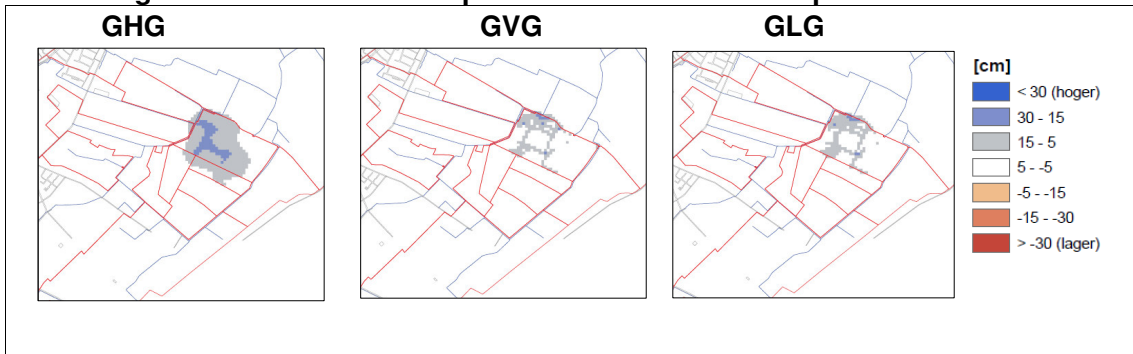 GHG GVG GLG
[cm]
< 30 (hoger)
30 - 15
15 - 5
5 - -5
-5 - -15
-15 - -30
> -30 (lager)